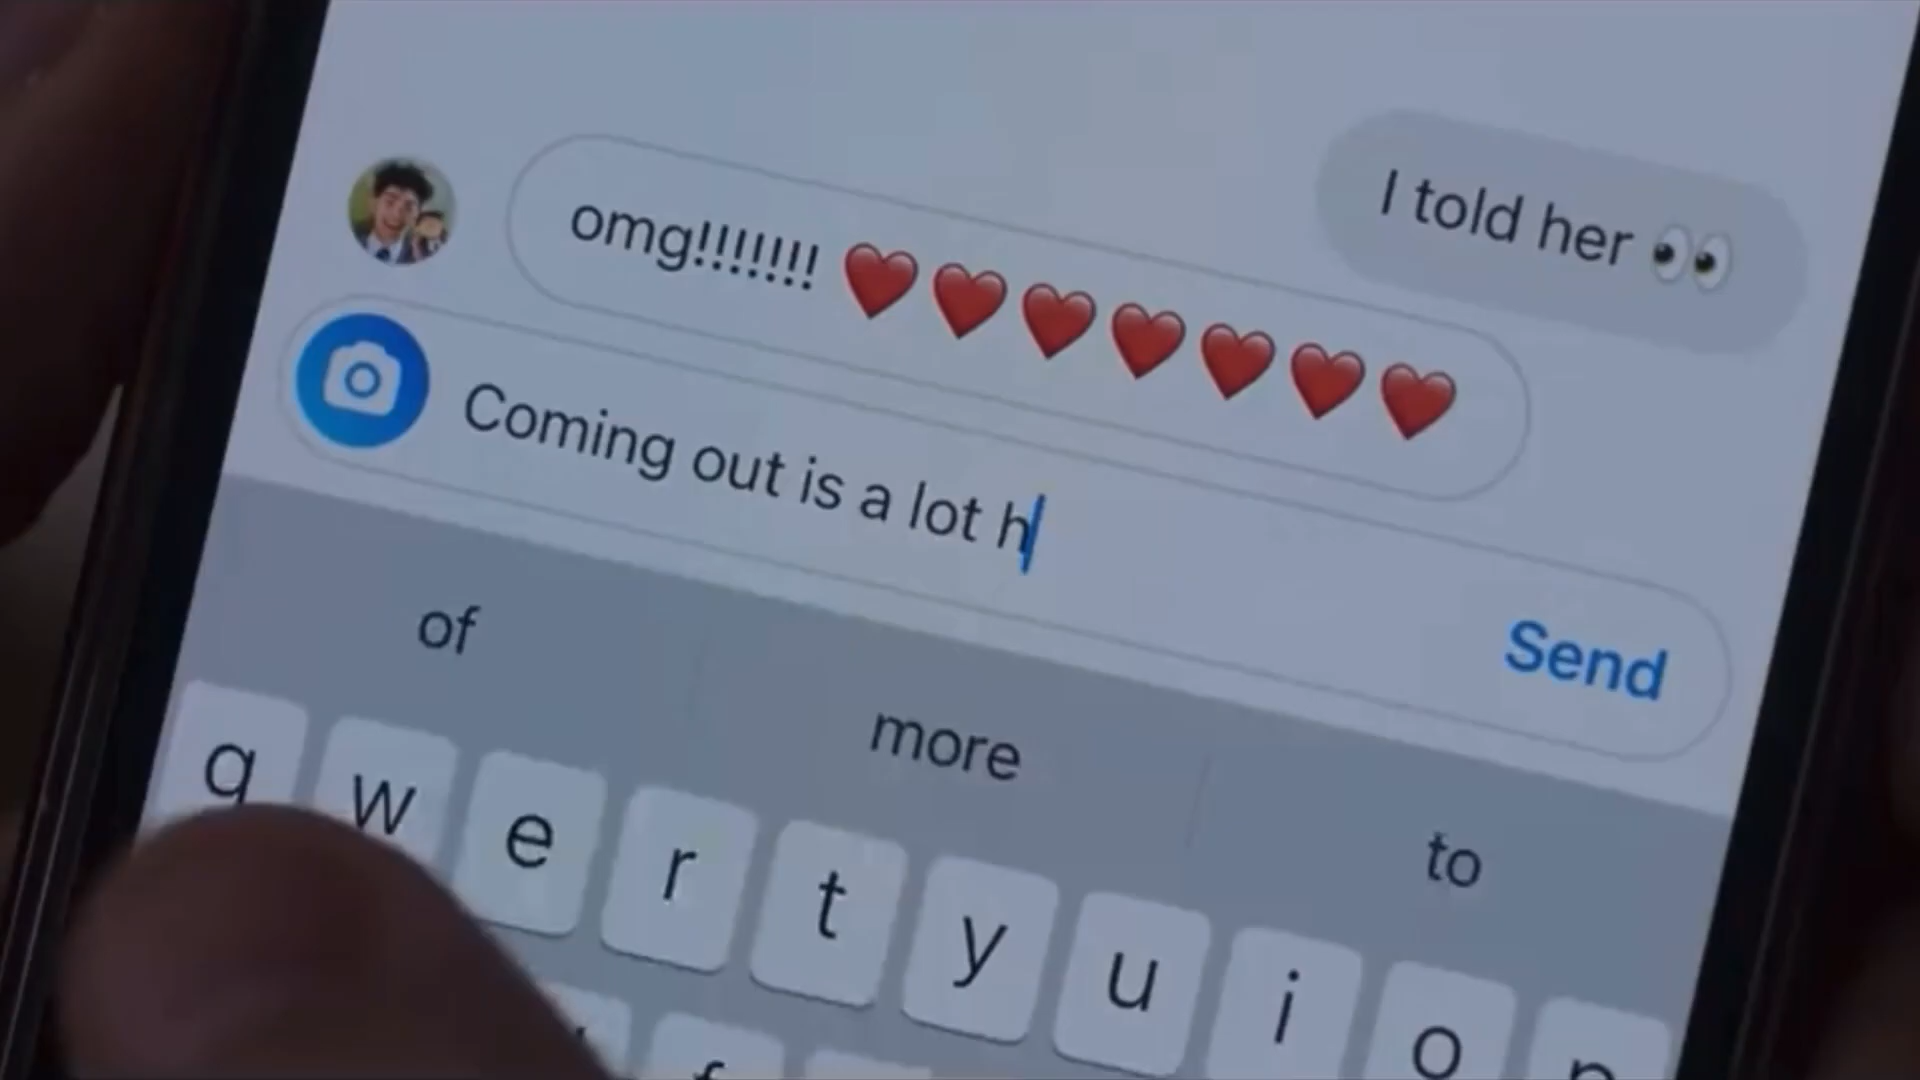 I told her 👀
omg!!!!!!! ❤️❤️❤️❤️❤️❤️❤️
Coming out is a lot h
Send
of more to
q w e r t y u i o p
f